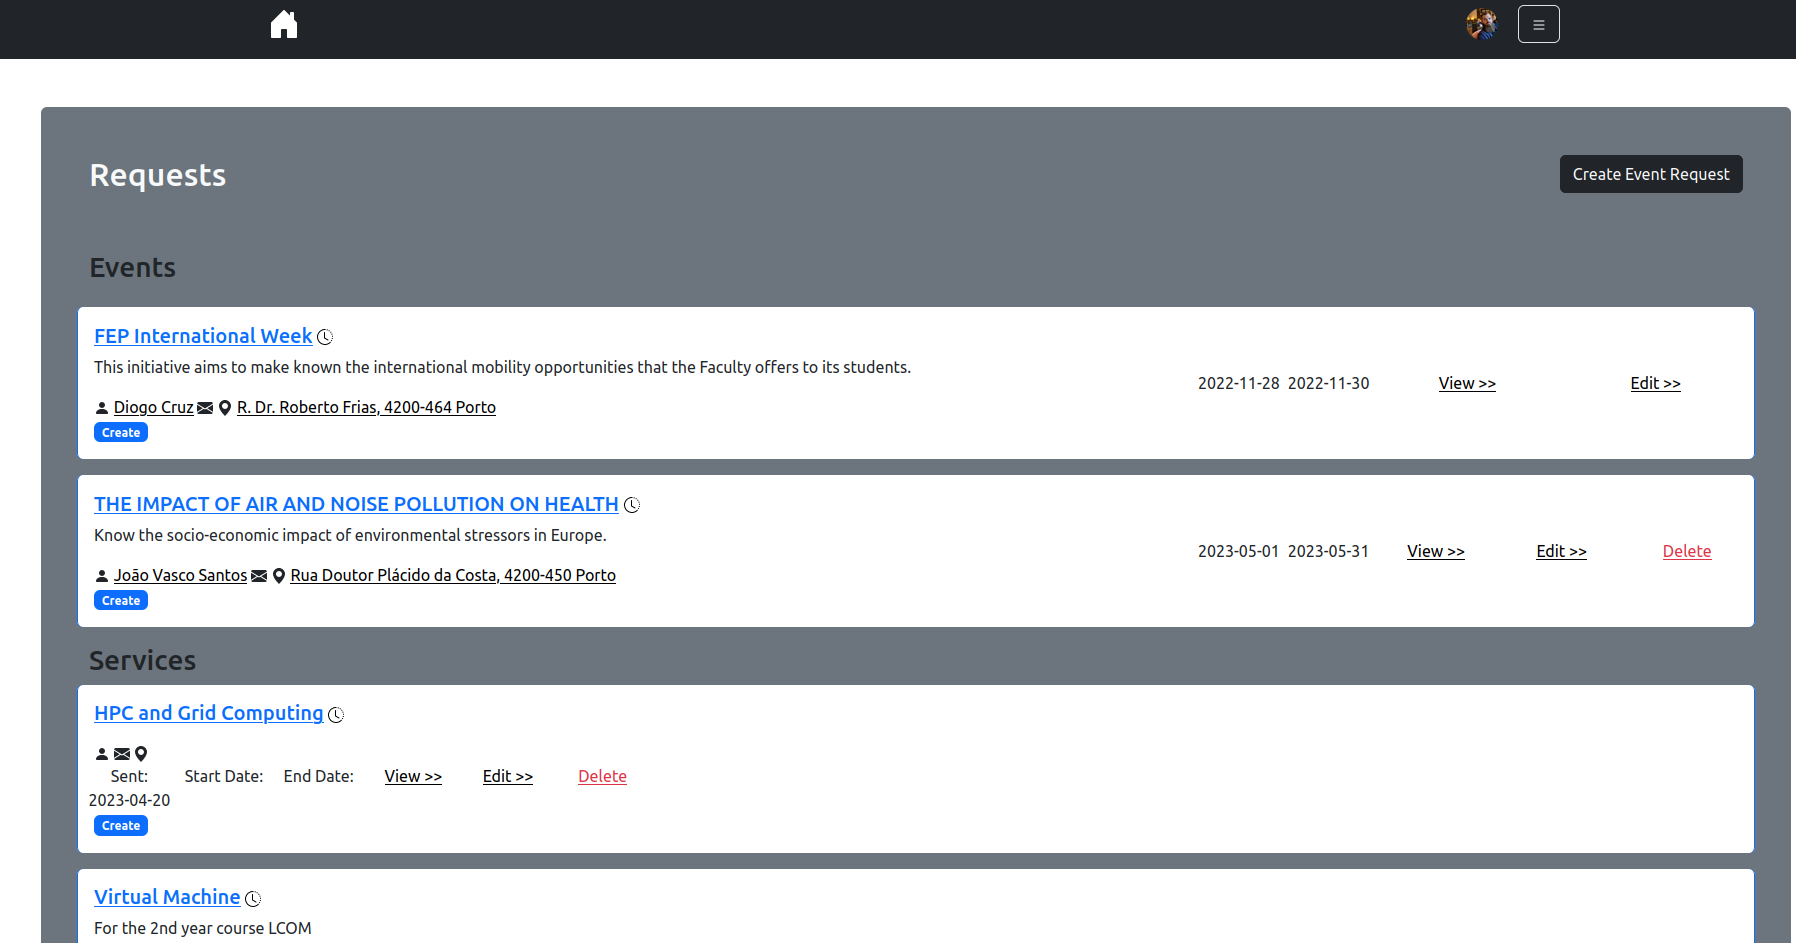 Requests
Create Event Request
Events
FEP International Week
This initiative aims to make known the international mobility opportunities that the Faculty offers to its students.
2022-11-28 2022-11-30 View >> Edit >>
Diogo Cruz R. Dr. Roberto Frias, 4200-464 Porto
Create
THE IMPACT OF AIR AND NOISE POLLUTION ON HEALTH
Know the socio-economic impact of environmental stressors in Europe.
2023-05-01 2023-05-31 View >> Edit >> Delete
João Vasco Santos Rua Doutor Plácido da Costa, 4200-450 Porto
Create
Services
HPC and Grid Computing
Sent: Start Date: End Date: View >> Edit >> Delete
2023-04-20
Create
Virtual Machine
For the 2nd year course LCOM